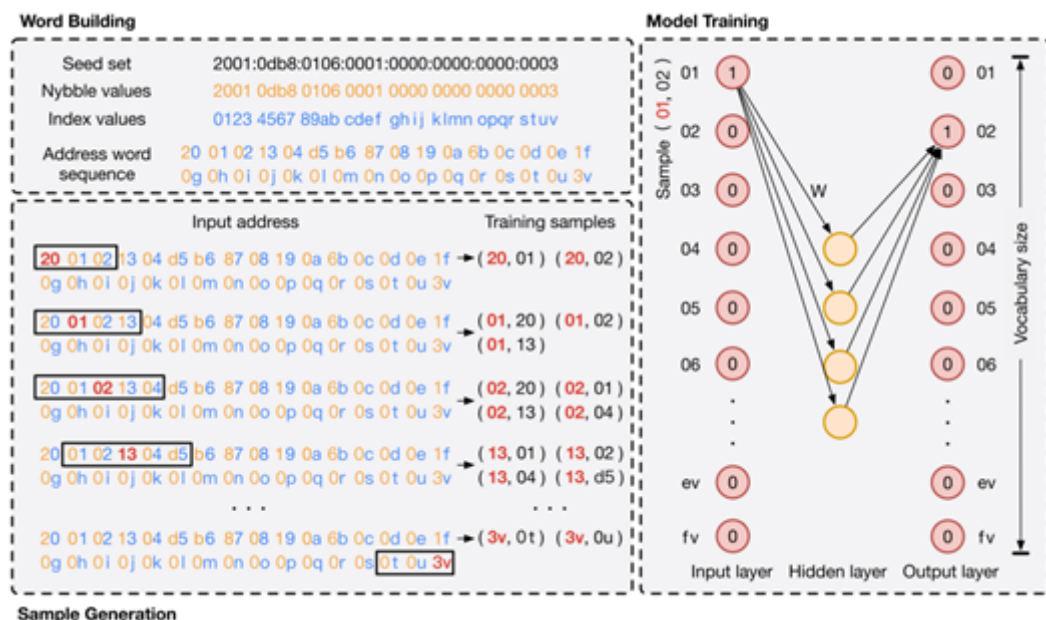 Word Building
Seed set 2001:0db8:0106:0001:0000:0000:0000:0003
Nybble values 2001 0db8 0106 0001 0000 0000 0000 0003
Index values 0123 4567 89ab cdef ghij klmn opqr stuv
Address word sequence
20 01 02 13 04 d5 b6 87 08 19 0a 6b 0c 0d 0e 1f
0g 0h 0i 0j 0k 0l 0m 0n 0o 0p 0q 0r 0s 0t 0u 3v
Input address Training samples
20 01 02 13 04 d5 b6 87 08 19 0a 6b 0c 0d 0e 1f (20, 01) (20, 02)
0g 0h 0i 0j 0k 0l 0m 0n 0o 0p 0q 0r 0s 0t 0u 3v
20 01 02 13 04 d5 b6 87 08 19 0a 6b 0c 0d 0e 1f (01, 20) (01, 02)
0g 0h 0i 0j 0k 0l 0m 0n 0o 0p 0q 0r 0s 0t 0u 3v (01, 13)
20 01 02 13 04 d5 b6 87 08 19 0a 6b 0c 0d 0e 1f (02, 20) (02, 01)
0g 0h 0i 0j 0k 0l 0m 0n 0o 0p 0q 0r 0s 0t 0u 3v (02, 13) (02, 04)
20 01 02 13 04 d5 b6 87 08 19 0a 6b 0c 0d 0e 1f (13, 01) (13, 02)
0g 0h 0i 0j 0k 0l 0m 0n 0o 0p 0q 0r 0s 0t 0u 3v (13, 04) (13, d5)
. . . . . .
20 01 02 13 04 d5 b6 87 08 19 0a 6b 0c 0d 0e 1f (3v, 0t) (3v, 0u)
0g 0h 0i 0j 0k 0l 0m 0n 0o 0p 0q 0r 0s 0t 0u 3v
Sample Generation
Model Training
Sample (01, 02)
01 1 0 01
02 0 1 02
03 0 0 03
W
04 0 0 04
05 0 0 05
06 0 0 06
ev 0 0 ev
fv 0 0 fv
Input layer Hidden layer Output layer
Vocabulary size